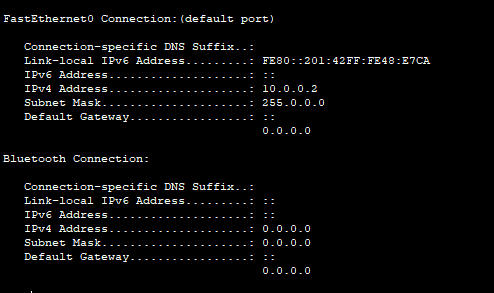 FastEthernet0 Connection:(default port)
Connection-specific DNS Suffix..:
Link-local IPv6 Address.........: FE80::201:42FF:FE48:E7CA
IPv6 Address....................: ::
IPv4 Address....................: 10.0.0.2
Subnet Mask.....................: 255.0.0.0
Default Gateway.................: ::
0.0.0.0
Bluetooth Connection:
Connection-specific DNS Suffix..:
Link-local IPv6 Address.........: ::
IPv6 Address....................: ::
IPv4 Address....................: 0.0.0.0
Subnet Mask.....................: 0.0.0.0
Default Gateway.................: ::
0.0.0.0